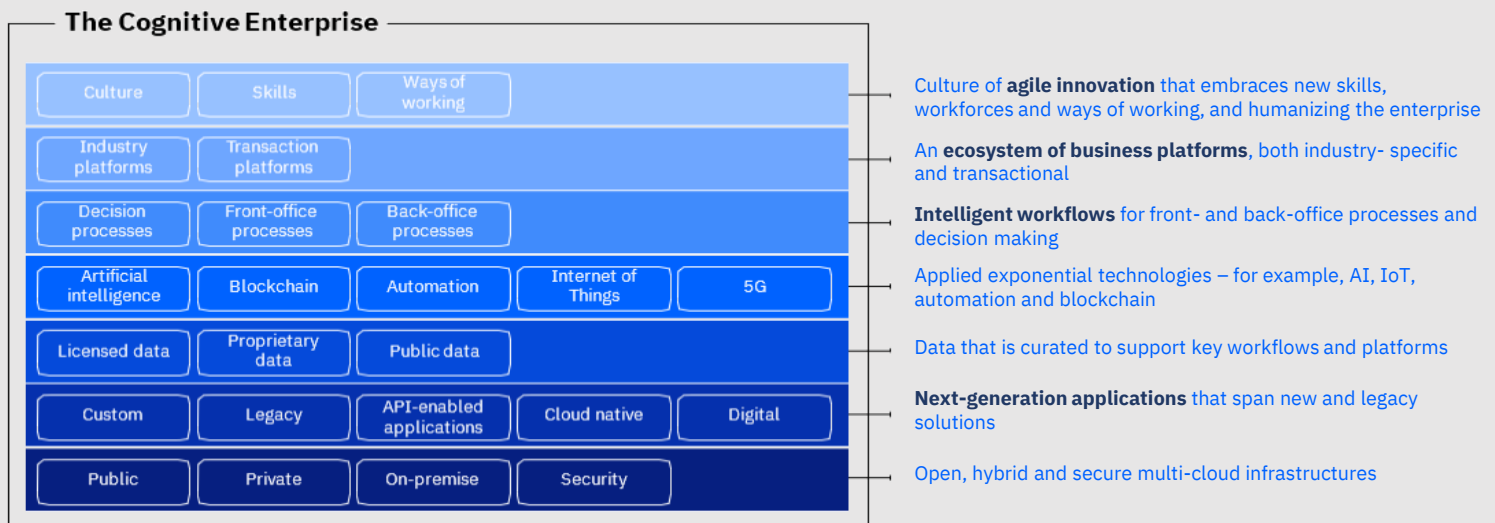 The Cognitive Enterprise
Culture
Skills
Ways of
working
Culture of agile innovation that embraces new skills,
workforces and ways of working, and humanizing the enterprise
Industry
platforms
Transaction
platforms
An ecosystem of business platforms, both industry- specific
and transactional
Decision
processes
Front-office
processes
Back-office
processes
Intelligent workflows for front- and back-office processes and
decision making
Artificial
intelligence
Blockchain
Automation
Internet of
Things
5G
Applied exponential technologies – for example, AI, IoT,
automation and blockchain
Licensed data
Proprietary
data
Public data
Data that is curated to support key workflows and platforms
Custom
Legacy
API-enabled
applications
Cloud native
Digital
Next-generation applications that span new and legacy
solutions
Public
Private
On-premise
Security
Open, hybrid and secure multi-cloud infrastructures